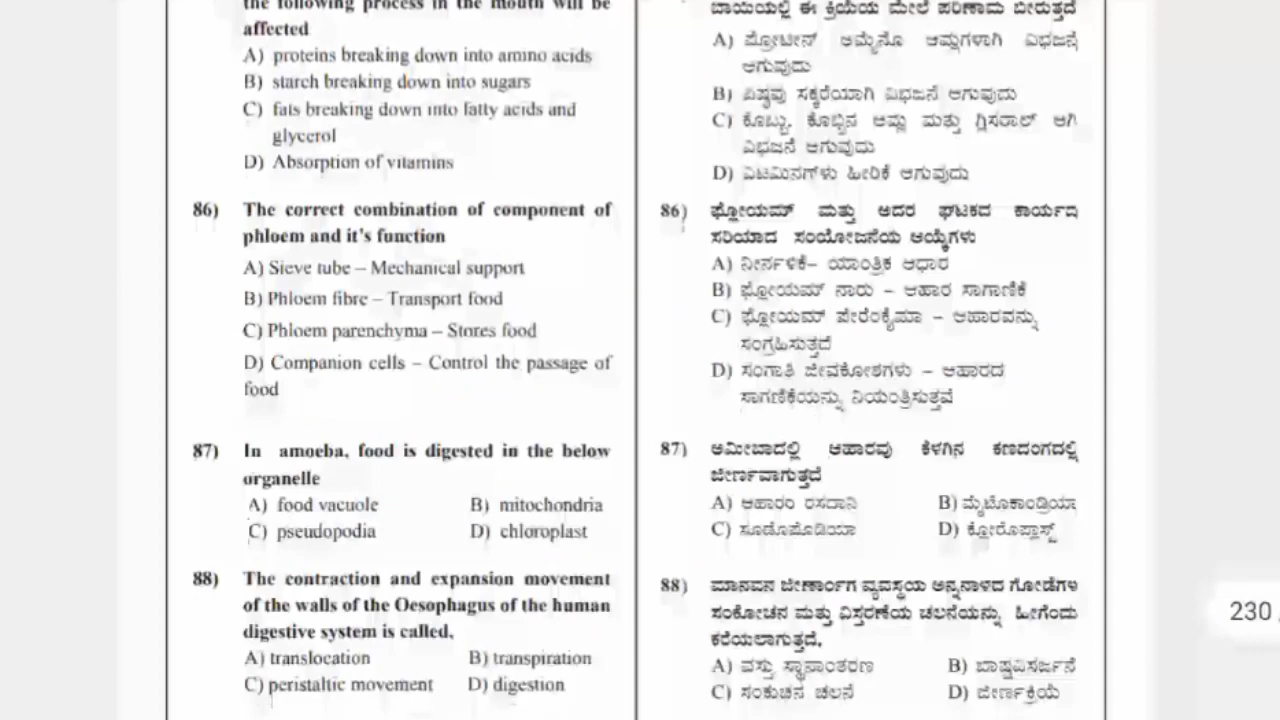 the following process in the mouth will be
affected
A) proteins breaking down into amino acids
B) starch breaking down into sugars
C) fats breaking down into fatty acids and
glycerol
D) Absorption of vitamins
86) The correct combination of component of
phloem and it's function
A) Sieve tube – Mechanical support
B) Phloem fibre – Transport food
C) Phloem parenchyma – Stores food
D) Companion cells – Control the passage of
food
87) In amoeba, food is digested in the below
organelle
A) food vacuole B) mitochondria
C) pseudopodia D) chloroplast
88) The contraction and expansion movement
of the walls of the Oesophagus of the human
digestive system is called,
A) translocation B) transpiration
C) peristaltic movement D) digestion
ಬಾಯಿಯಲ್ಲಿ ಈ ಕ್ರಿಯೆಯ ಮೇಲೆ ಪರಿಣಾಮ ಬೀರುತ್ತದೆ
A) ಪ್ರೋಟೀನ್ ಅಮೈನೊ ಆಮ್ಲಗಳಾಗಿ ವಿಭಜನೆ
ಆಗುವುದು
B) ಪಿಷ್ಟವು ಸಕ್ಕರೆಯಾಗಿ ವಿಭಜನೆ ಆಗುವುದು
C) ಕೊಬ್ಬು, ಕೊಬ್ಬಿನ ಆಮ್ಲ ಮತ್ತು ಗ್ಲಿಸರಾಲ್ ಆಗಿ
ವಿಭಜನೆ ಆಗುವುದು
D) ವಿಟಮಿನಗಳು ಹೀರಿಕೆ ಆಗುವುದು
86) ಫ್ಲೋಯಮ್ ಮತ್ತು ಅದರ ಘಟಕದ ಕಾರ್ಯದ
ಸರಿಯಾದ ಸಂಯೋಜನೆಯ ಆಯ್ಕೆಗಳು
A) ನೀರ್ನಳಿಕೆ– ಯಾಂತ್ರಿಕ ಆಧಾರ
B) ಫ್ಲೋಯಮ್ ನಾರು – ಆಹಾರ ಸಾಗಾಣಿಕೆ
C) ಫ್ಲೋಯಮ್ ಪೇರೆಂಕೈಮಾ – ಆಹಾರವನ್ನು
ಸಂಗ್ರಹಿಸುತ್ತದೆ
D) ಸಂಗಾತಿ ಜೀವಕೋಶಗಳು – ಆಹಾರದ
ಸಾಗಣಿಕೆಯನ್ನು ನಿಯಂತ್ರಿಸುತ್ತವೆ
87) ಅಮೀಬಾದಲ್ಲಿ ಆಹಾರವು ಕೆಳಗಿನ ಕಣದಂಗದಲ್ಲಿ
ಜೀರ್ಣವಾಗುತ್ತದೆ
A) ಆಹಾರಂ ರಸದಾನಿ B) ಮೈಟೊಕಾಂಡ್ರಿಯಾ
C) ಸೂಡೊಪೊಡಿಯಾ D) ಕ್ಲೋರೊಪ್ಲಾಸ್ಟ್
88) ಮಾನವನ ಜೀರ್ಣಾಂಗ ವ್ಯವಸ್ಥೆಯ ಅನ್ನನಾಳದ ಗೋಡೆಗಳ
ಸಂಕೋಚನ ಮತ್ತು ವಿಸ್ತರಣೆಯ ಚಲನೆಯನ್ನು ಹೀಗೆಂದು
ಕರೆಯಲಾಗುತ್ತದೆ,
A) ವಸ್ತು ಸ್ಥಾನಾಂತರಣ B) ಬಾಷ್ಪವಿಸರ್ಜನೆ
C) ಸಂಕುಚನ ಚಲನೆ D) ಜೀರ್ಣಕ್ರಿಯೆ
230